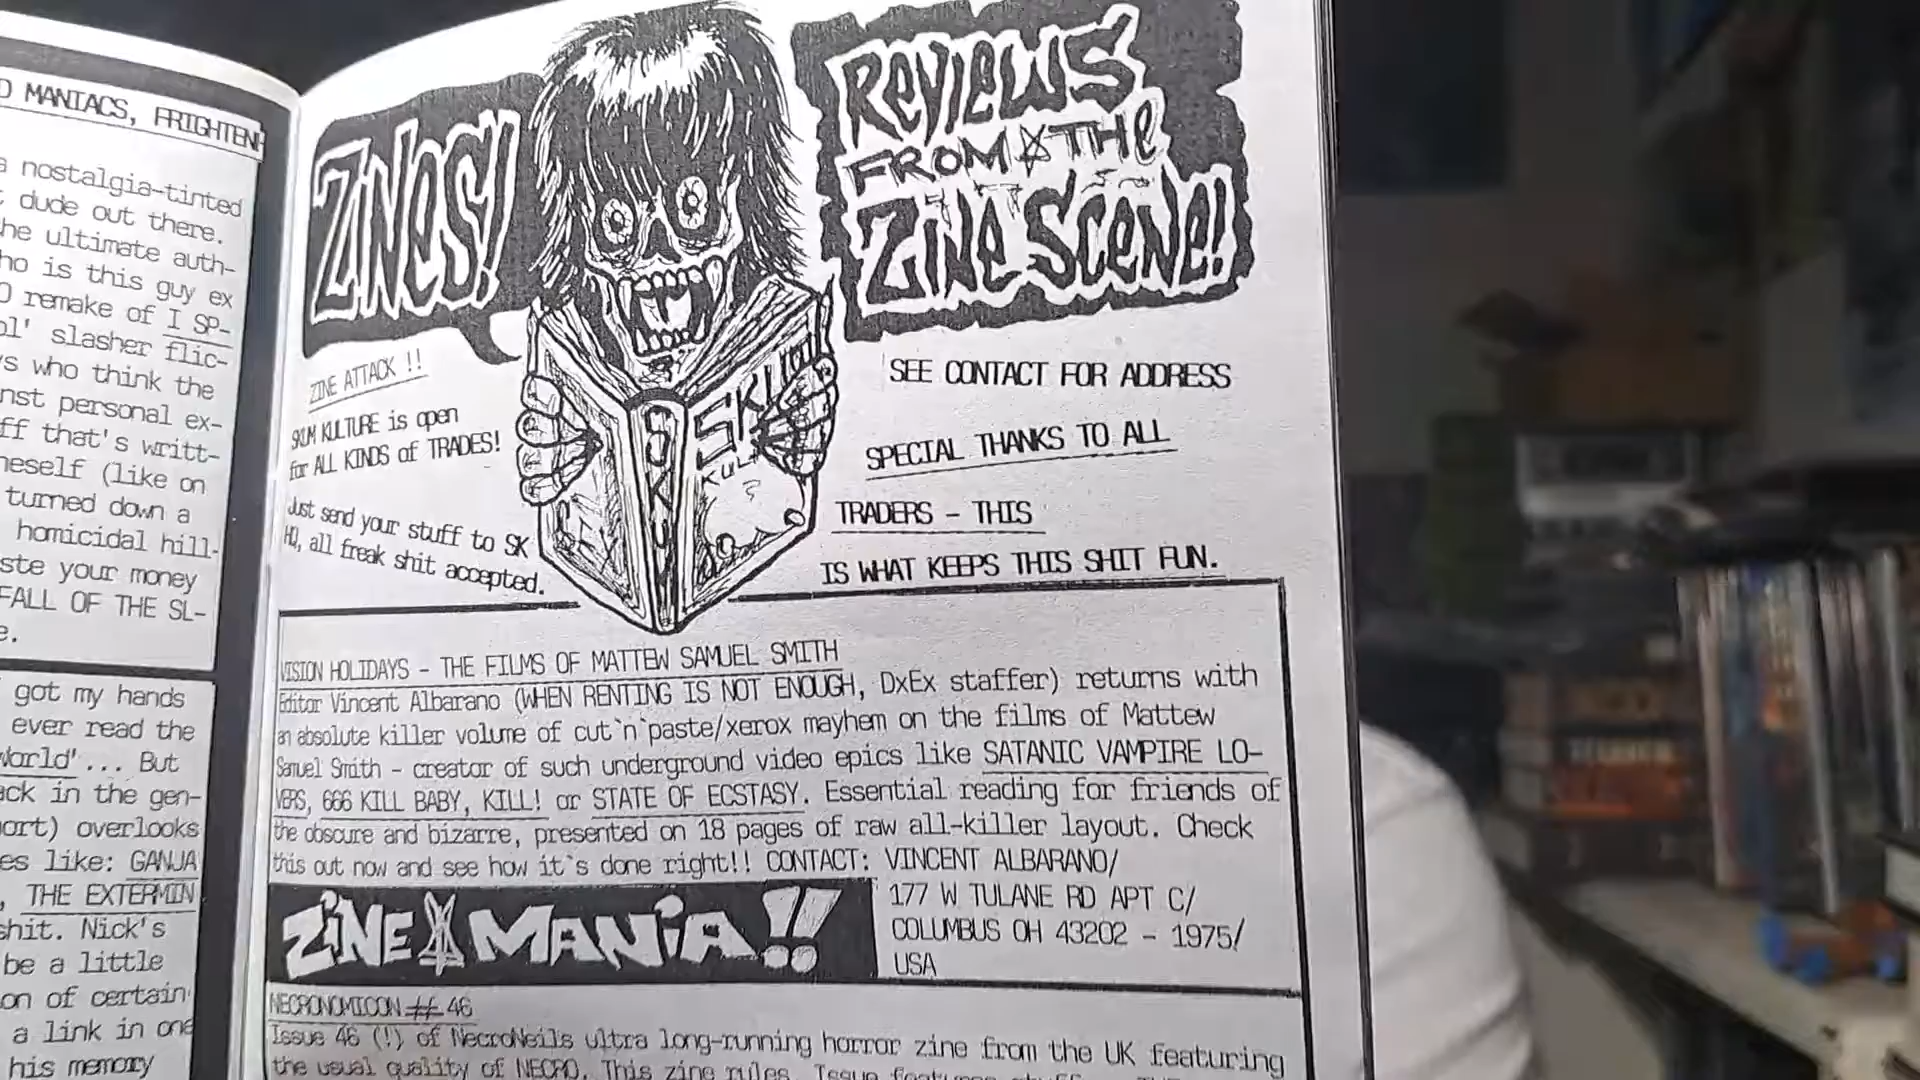 MANIACS, FRIGHTEN
a nostalgia-tinted
dude out there.
the ultimate auth-
ho is this guy ex
remake of I SP-
ol' slasher flic-
ys who think the
nst personal ex-
ff that's writt-
neself (like on
turned down a
homicidal hill-
ste your money
FALL OF THE SL-
e.
got my hands
ever read the
World"... But
ack in the gen-
ort) overlooks
es like: GANJA
, THE EXTERMIN
shit. Nick's
be a little
on of certain
a link in one
his memory
ZiNeS!
ReViEWS
FROM THe
ZiNe SceNe!
ZINE ATTACK !!
SKUM KULTURE is open
for ALL KINDS of TRADES!
Just send your stuff to SK
HQ, all freak shit accepted.
SKUM
SKUM
KULT
SEE CONTACT FOR ADDRESS
SPECIAL THANKS TO ALL
TRADERS - THIS
IS WHAT KEEPS THIS SHIT FUN.
VISION HOLIDAYS - THE FILMS OF MATTEW SAMUEL SMITH
Editor Vincent Albarano (WHEN RENTING IS NOT ENOUGH, DxEx staffer) returns with
an absolute killer volume of cut`n`paste/xerox mayhem on the films of Mattew
Samuel Smith - creator of such underground video epics like SATANIC VAMPIRE LO-
VERS, 666 KILL BABY, KILL! or STATE OF ECSTASY. Essential reading for friends of
the obscure and bizarre, presented on 18 pages of raw all-killer layout. Check
this out now and see how it`s done right!! CONTACT: VINCENT ALBARANO/
177 W TULANE RD APT C/
COLUMBUS OH 43202 - 1975/
USA
ZiNE MANiA!!
NECRONOMICON # 46
Issue 46 (!) of NecroNeil`s ultra long-running horror zine from the UK featuring
the usual quality of NECRO. This zine rules. Issue features